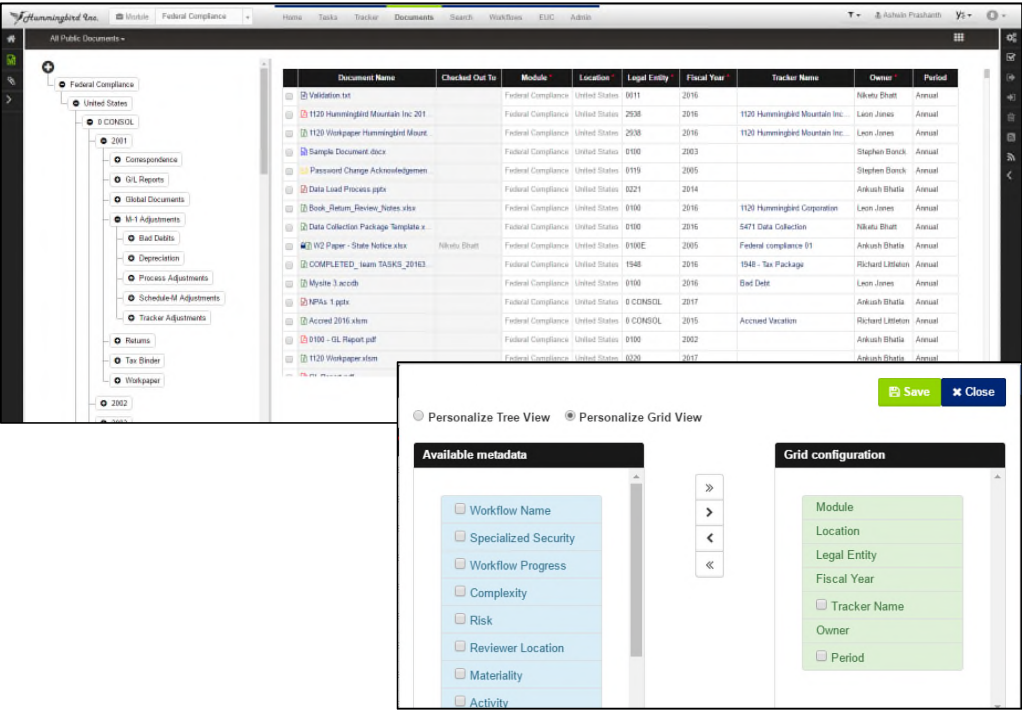 Hummingbird Inc. Module Federal Compliance Home Tasks Tracker Documents Search Workflows EUC Admin T Ashwin Prashanth
All Public Documents
Federal Compliance
United States
0 CONSOL
2001
Correspondence
G/L Reports
Global Documents
M-1 Adjustments
Bad Debits
Depreciation
Process Adjustments
Schedule-M Adjustments
Tracker Adjustments
Returns
Tax Binder
Workpaper
2002
Document Name Checked Out To Module * Location * Legal Entity * Fiscal Year * Tracker Name Owner * Period
Validation.txt Federal Compliance United States 0011 2016 Niketu Bhatt Annual
1120 Hummingbird Mountain Inc 201... Federal Compliance United States 2938 2016 1120 Hummingbird Mountain Inc... Leon Jones Annual
1120 Workpaper Hummingbird Mount... Federal Compliance United States 2938 2016 1120 Hummingbird Mountain Inc... Leon Jones Annual
Sample Document.docx Federal Compliance United States 0100 2003 Stephen Bonck Annual
Password Change Acknowledgemen... Federal Compliance United States 0119 2005 Stephen Bonck Annual
Data Load Process.pptx Federal Compliance United States 0221 2014 Ankush Bhatia Annual
Book_Return_Review_Notes.xlsx Federal Compliance United States 0100 2016 1120 Hummingbird Corporation Leon Jones Annual
Data Collection Package Template.x... Federal Compliance United States 0100 2016 5471 Data Collection Niketu Bhatt Annual
W2 Paper - State Notice.xlsx Niketu Bhatt Federal Compliance United States 0100E 2005 Federal compliance 01 Ankush Bhatia Annual
COMPLETED_ team TASKS_20163... Federal Compliance United States 1948 2016 1948 - Tax Package Richard Littleton Annual
Mysite 3.accdb Federal Compliance United States 0100 2016 Bad Debt Leon Jones Annual
NPAs 1.pptx Federal Compliance United States 0 CONSOL 2017 Ankush Bhatia Annual
Accred 2016.xlsm Federal Compliance United States 0 CONSOL 2015 Accrued Vacation Richard Littleton Annual
0100 - GL Report.pdf Federal Compliance United States 0100 2002 Ankush Bhatia Annual
1120 Workpaper.xlsm Federal Compliance United States 0220 2017 Ankush Bhatia Annual
Save Close
Personalize Tree View Personalize Grid View
Available metadata
Workflow Name
Specialized Security
Workflow Progress
Complexity
Risk
Reviewer Location
Materiality
Activity
Grid configuration
Module
Location
Legal Entity
Fiscal Year
Tracker Name
Owner
Period